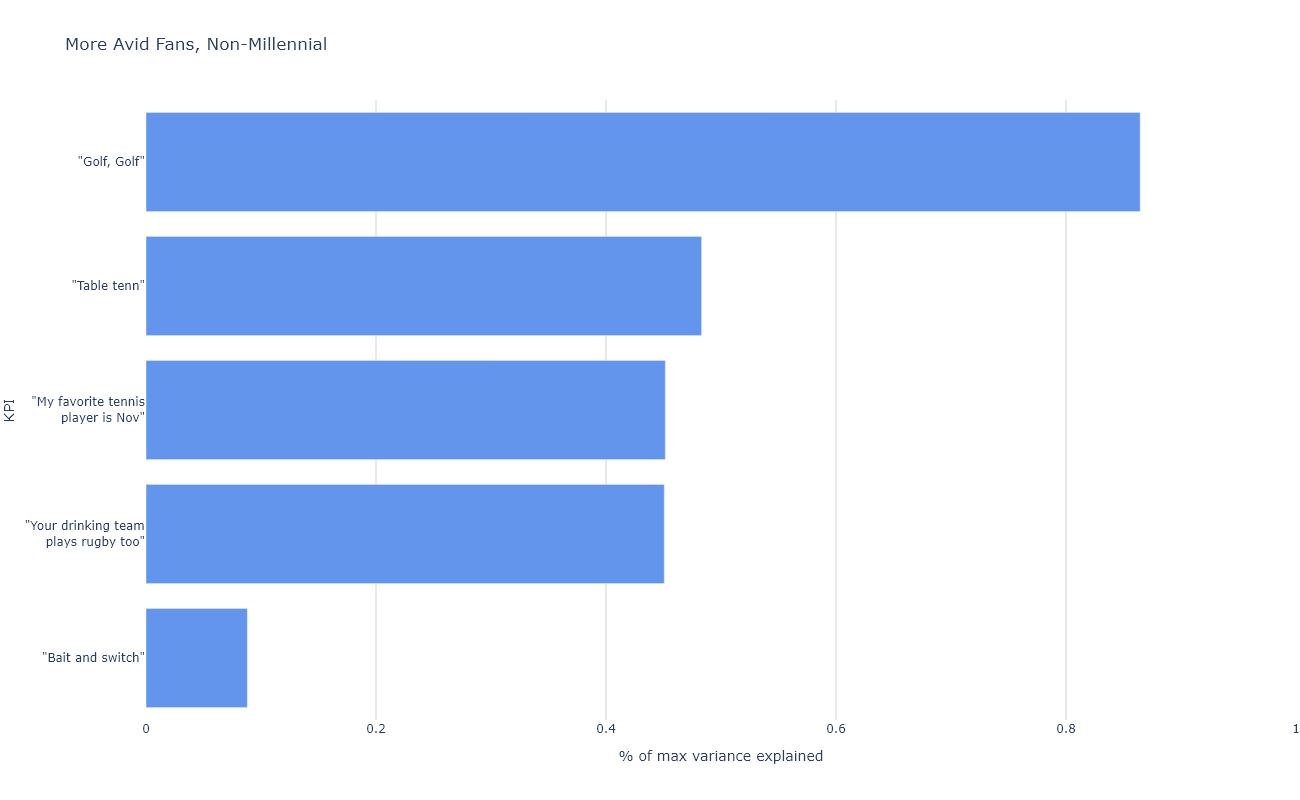 More Avid Fans, Non-Millennial
"Golf, Golf"
"Table tenn"
"My favorite tennis
player is Nov"
"Your drinking team
plays rugby too"
"Bait and switch"
KPI
0
0.2
0.4
0.6
0.8
1
% of max variance explained